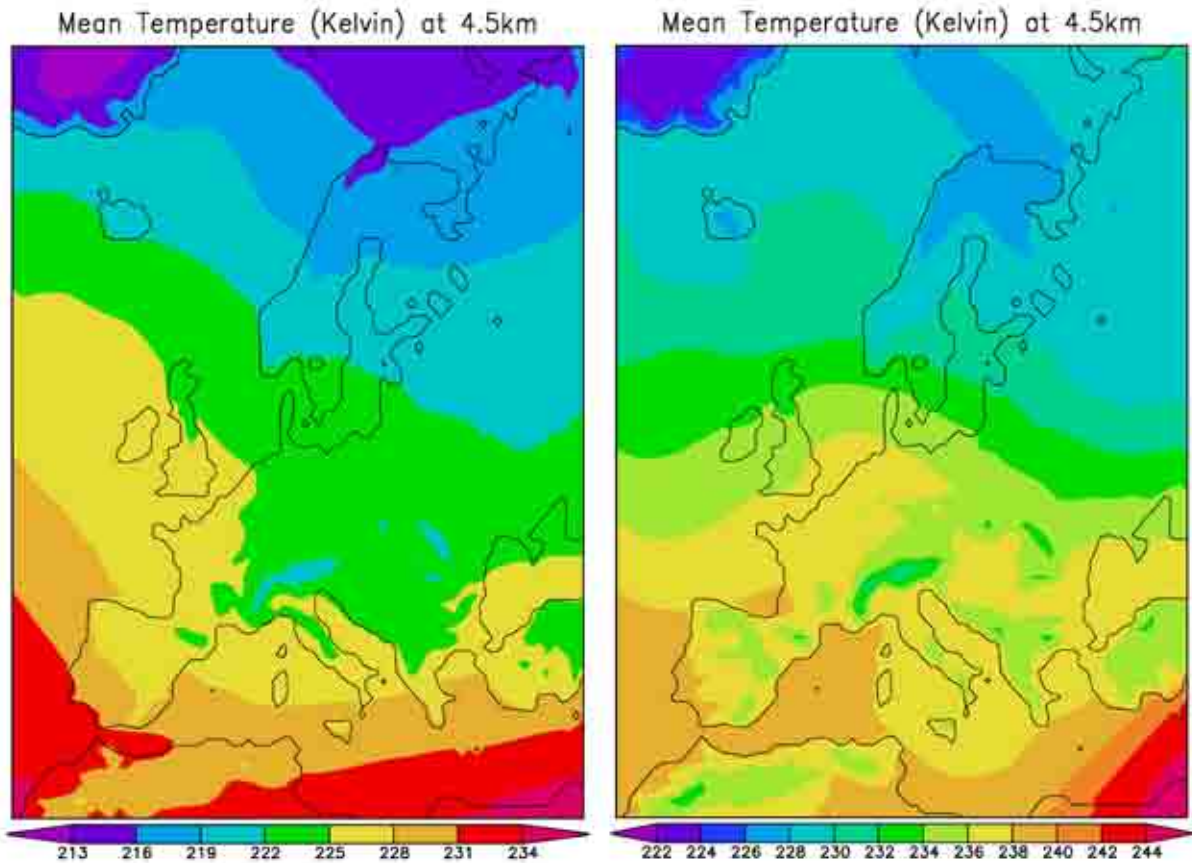 Mean Temperature (Kelvin) at 4.5km
Mean Temperature (Kelvin) at 4.5km
213 216 219 222 225 228 231 234
222 224 226 228 230 232 234 236 238 240 242 244